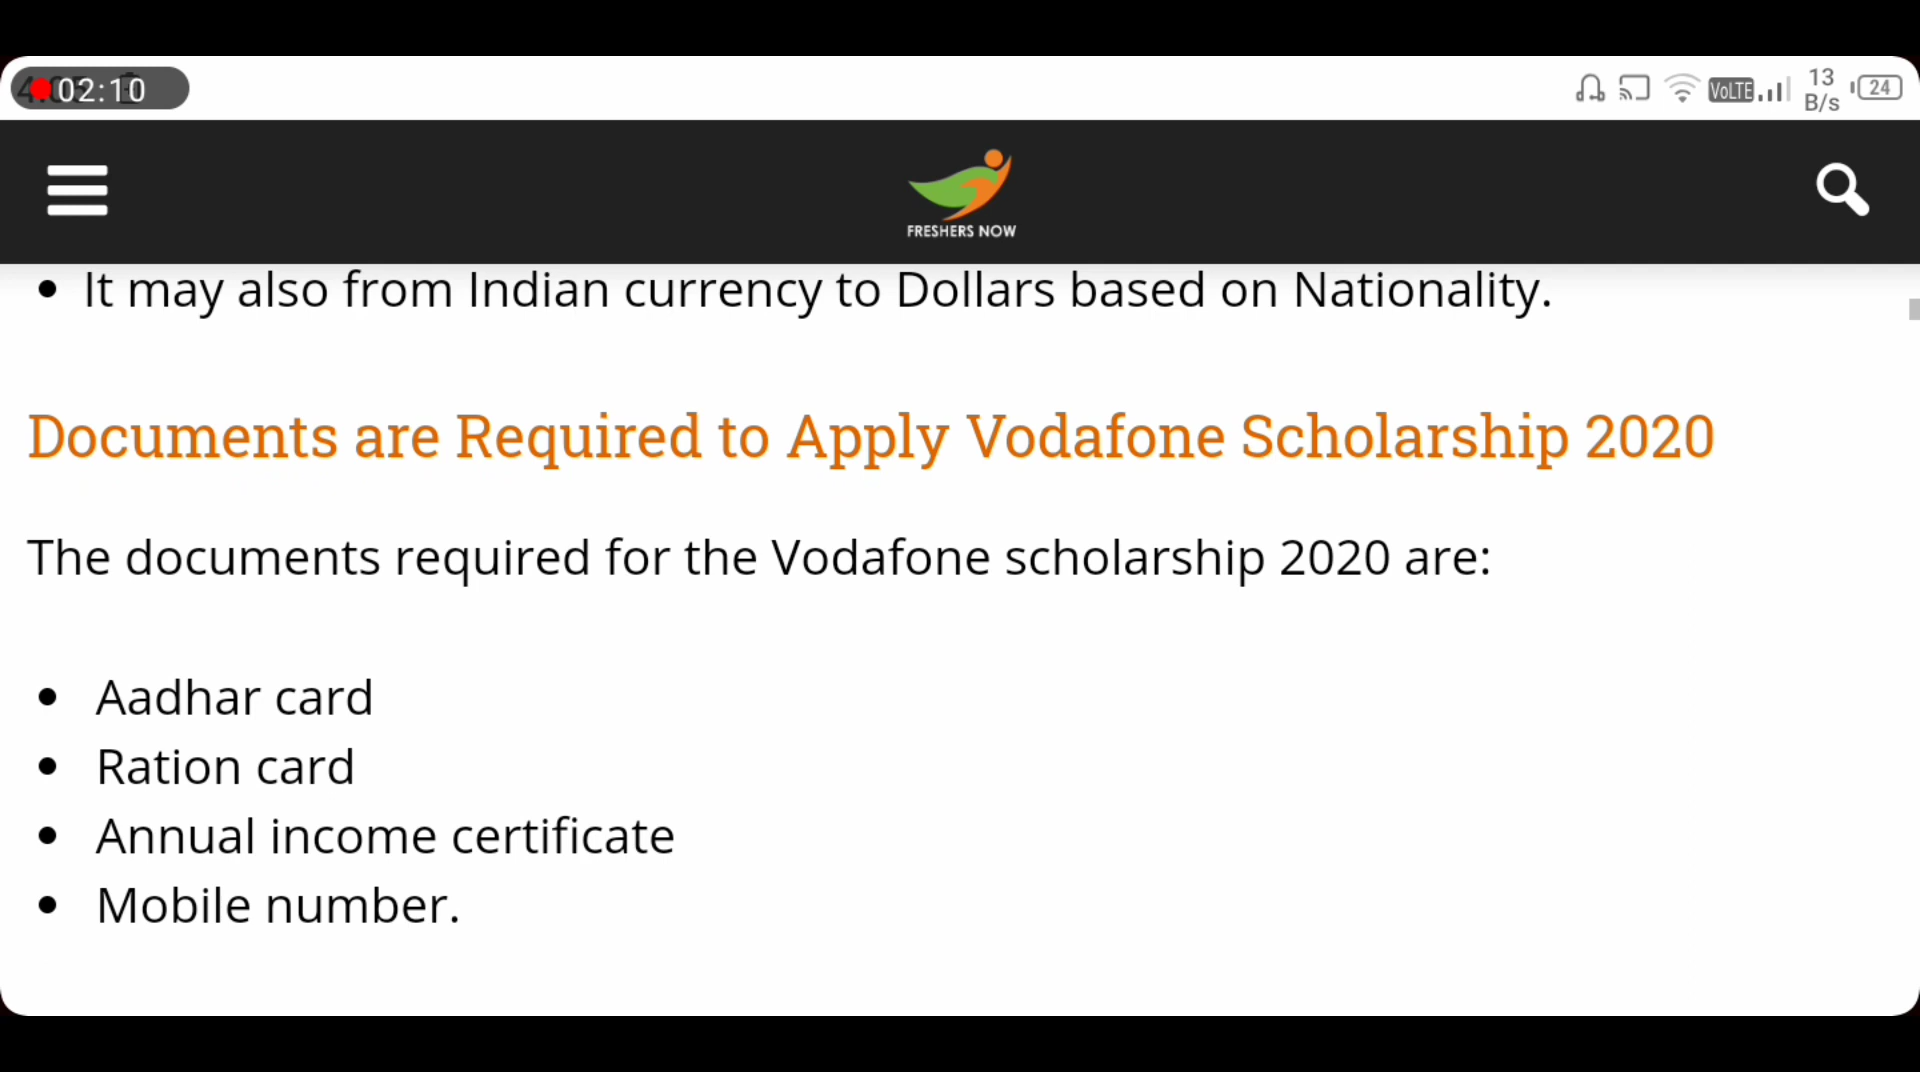 02:10
VoLTE
13
B/s
24
FRESHERS NOW
• It may also from Indian currency to Dollars based on Nationality.
Documents are Required to Apply Vodafone Scholarship 2020
The documents required for the Vodafone scholarship 2020 are:
• Aadhar card
• Ration card
• Annual income certificate
• Mobile number.